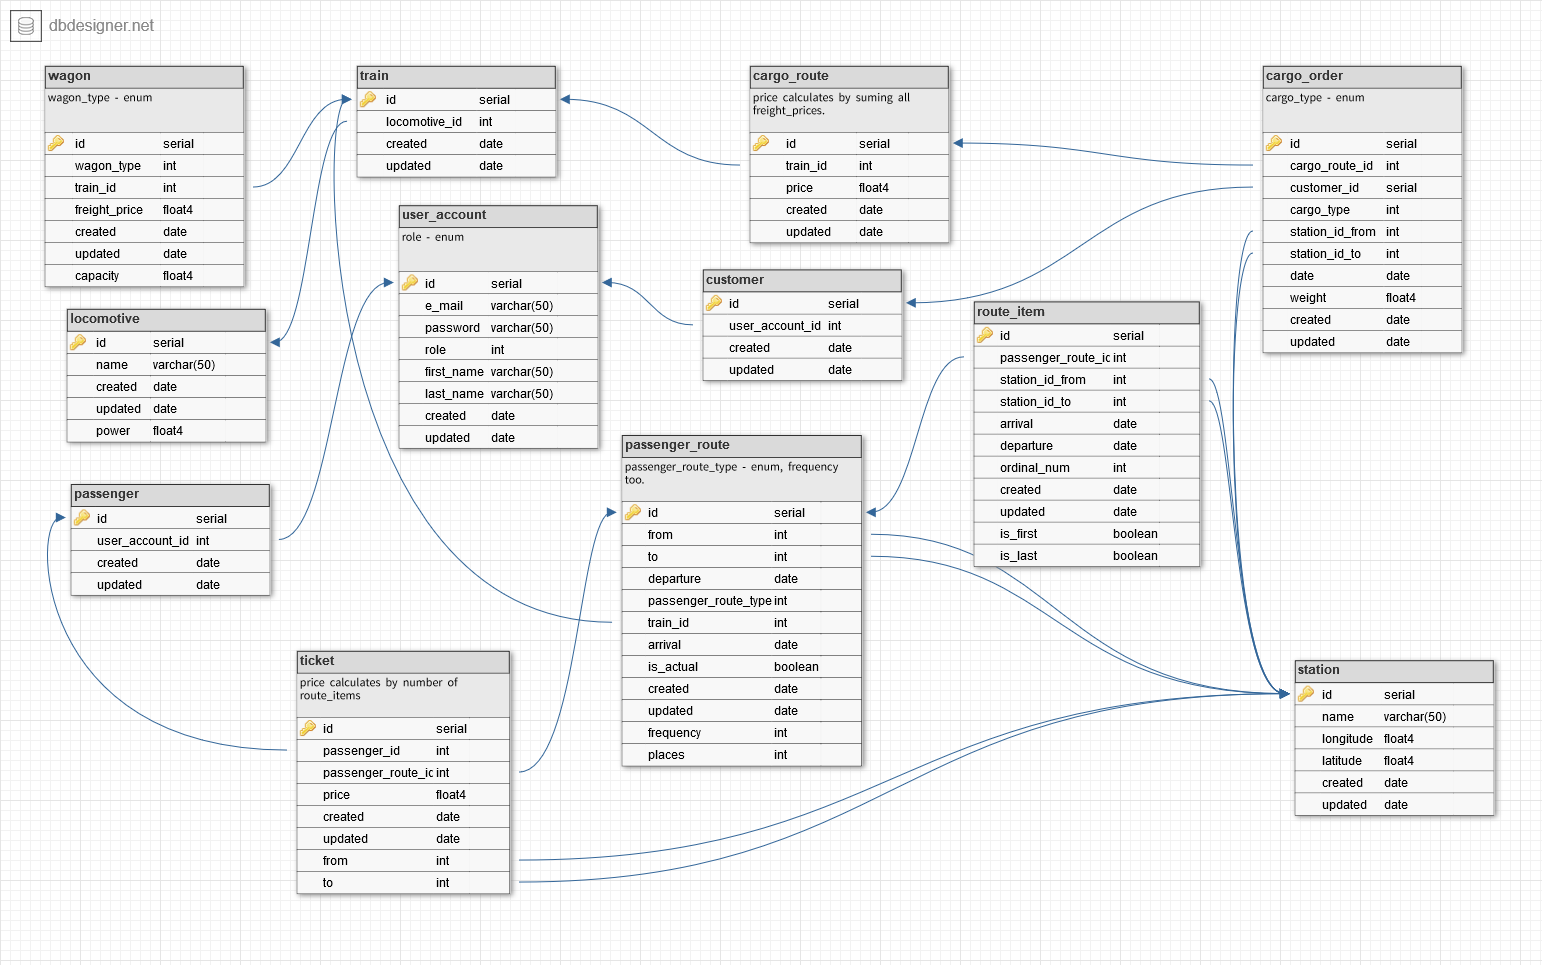 dbdesigner.net
wagon
wagon_type - enum
id serial
wagon_type int
train_id int
freight_price float4
created date
updated date
capacity float4
train
id serial
locomotive_id int
created date
updated date
cargo_route
price calculates by suming all
freight_prices.
id serial
train_id int
price float4
created date
updated date
cargo_order
cargo_type - enum
id serial
cargo_route_id int
customer_id serial
cargo_type int
station_id_from int
station_id_to int
date date
weight float4
created date
updated date
user_account
role - enum
id serial
e_mail varchar(50)
password varchar(50)
role int
first_name varchar(50)
last_name varchar(50)
created date
updated date
customer
id serial
user_account_id int
created date
updated date
locomotive
id serial
name varchar(50)
created date
updated date
power float4
route_item
id serial
passenger_route_ic int
station_id_from int
station_id_to int
arrival date
departure date
ordinal_num int
created date
updated date
is_first boolean
is_last boolean
passenger_route
passenger_route_type - enum, frequency
too.
id serial
from int
to int
departure date
passenger_route_type int
train_id int
arrival date
is_actual boolean
created date
updated date
frequency int
places int
passenger
id serial
user_account_id int
created date
updated date
ticket
price calculates by number of
route_items
id serial
passenger_id int
passenger_route_ic int
price float4
created date
updated date
from int
to int
station
id serial
name varchar(50)
longitude float4
latitude float4
created date
updated date